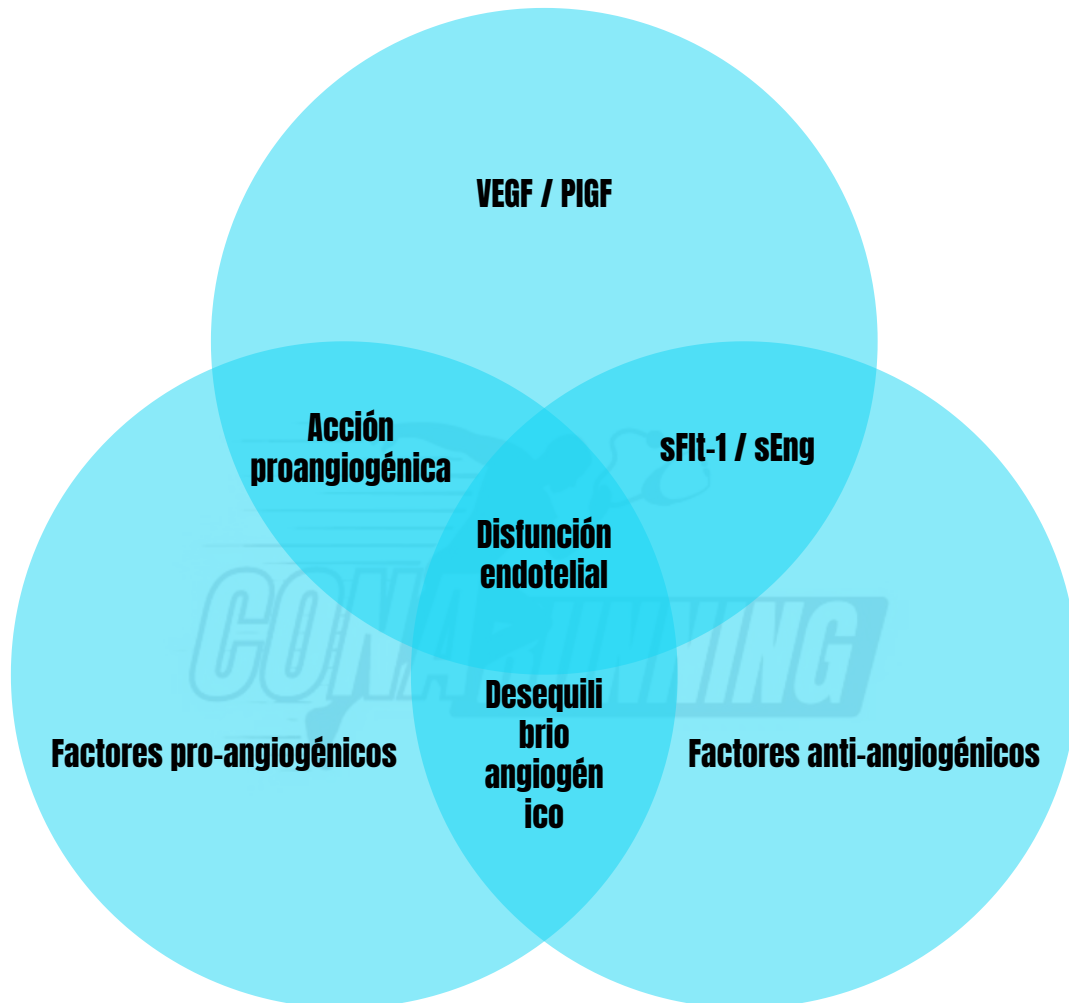 VEGF / PlGF
Acción
proangiogénica
sFlt-1 / sEng
Disfunción
endotelial
Desequili
brio
angiogén
ico
Factores pro-angiogénicos
Factores anti-angiogénicos
CONARUNNING